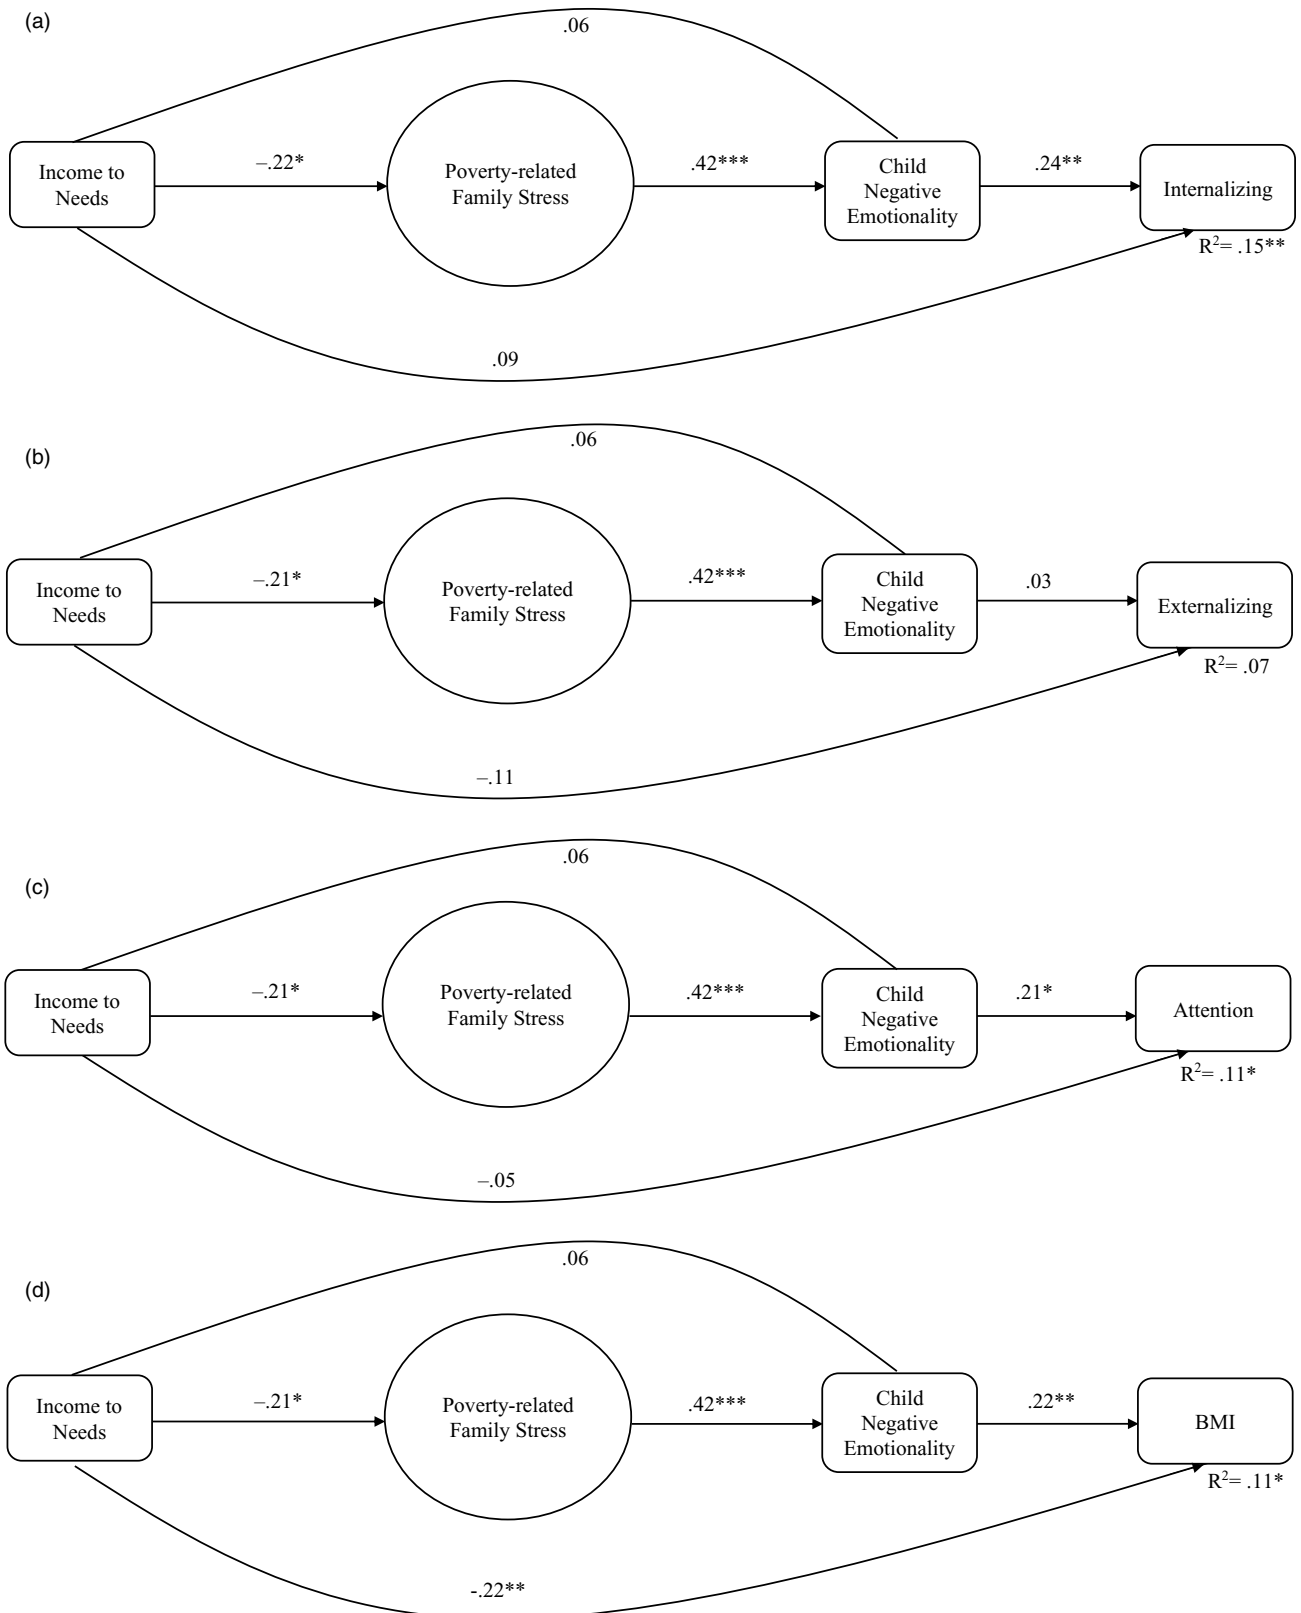 (a)
.06
Income to
Needs
–.22*
Poverty-related
Family Stress
.42***
Child
Negative
Emotionality
.24**
Internalizing
R²= .15**
.09
(b)
.06
Income to
Needs
–.21*
Poverty-related
Family Stress
.42***
Child
Negative
Emotionality
.03
Externalizing
R²= .07
–.11
(c)
.06
Income to
Needs
–.21*
Poverty-related
Family Stress
.42***
Child
Negative
Emotionality
.21*
Attention
R²= .11*
–.05
(d)
.06
Income to
Needs
–.21*
Poverty-related
Family Stress
.42***
Child
Negative
Emotionality
.22**
BMI
R²= .11*
-.22**